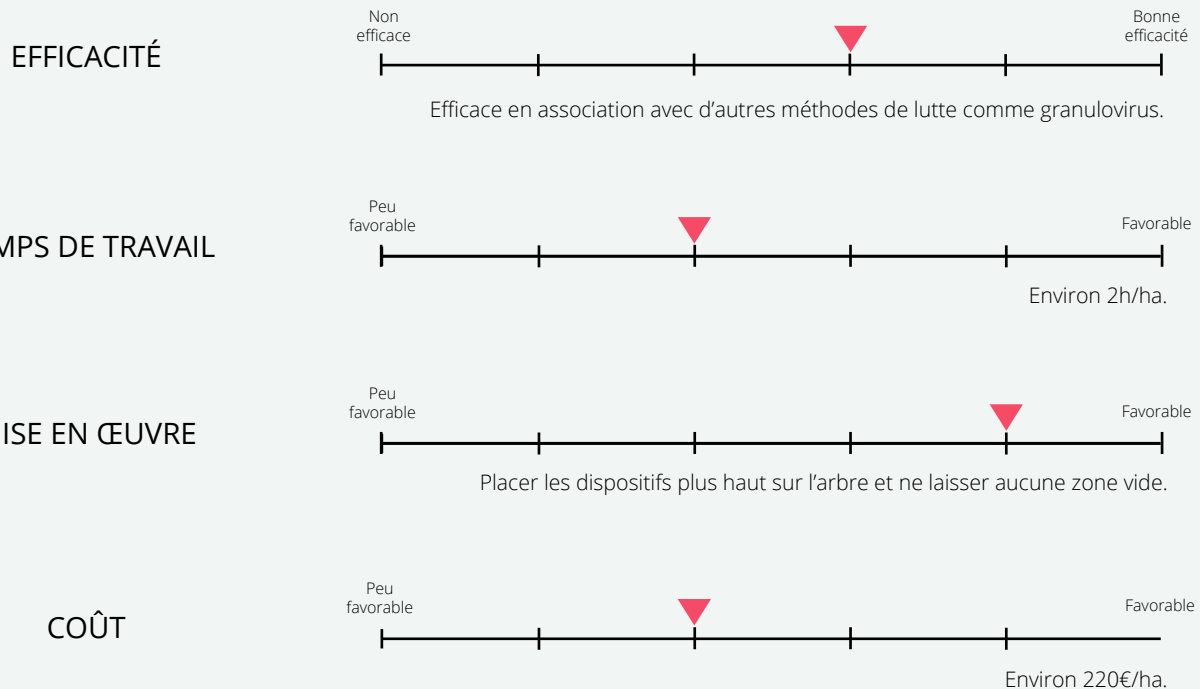 Non
efficace
Bonne
efficacité
EFFICACITÉ
Efficace en association avec d’autres méthodes de lutte comme granulovirus.
Peu
favorable
Favorable
MPS DE TRAVAIL
Environ 2h/ha.
Peu
favorable
Favorable
ISE EN ŒUVRE
Placer les dispositifs plus haut sur l’arbre et ne laisser aucune zone vide.
Peu
favorable
Favorable
COÛT
Environ 220€/ha.